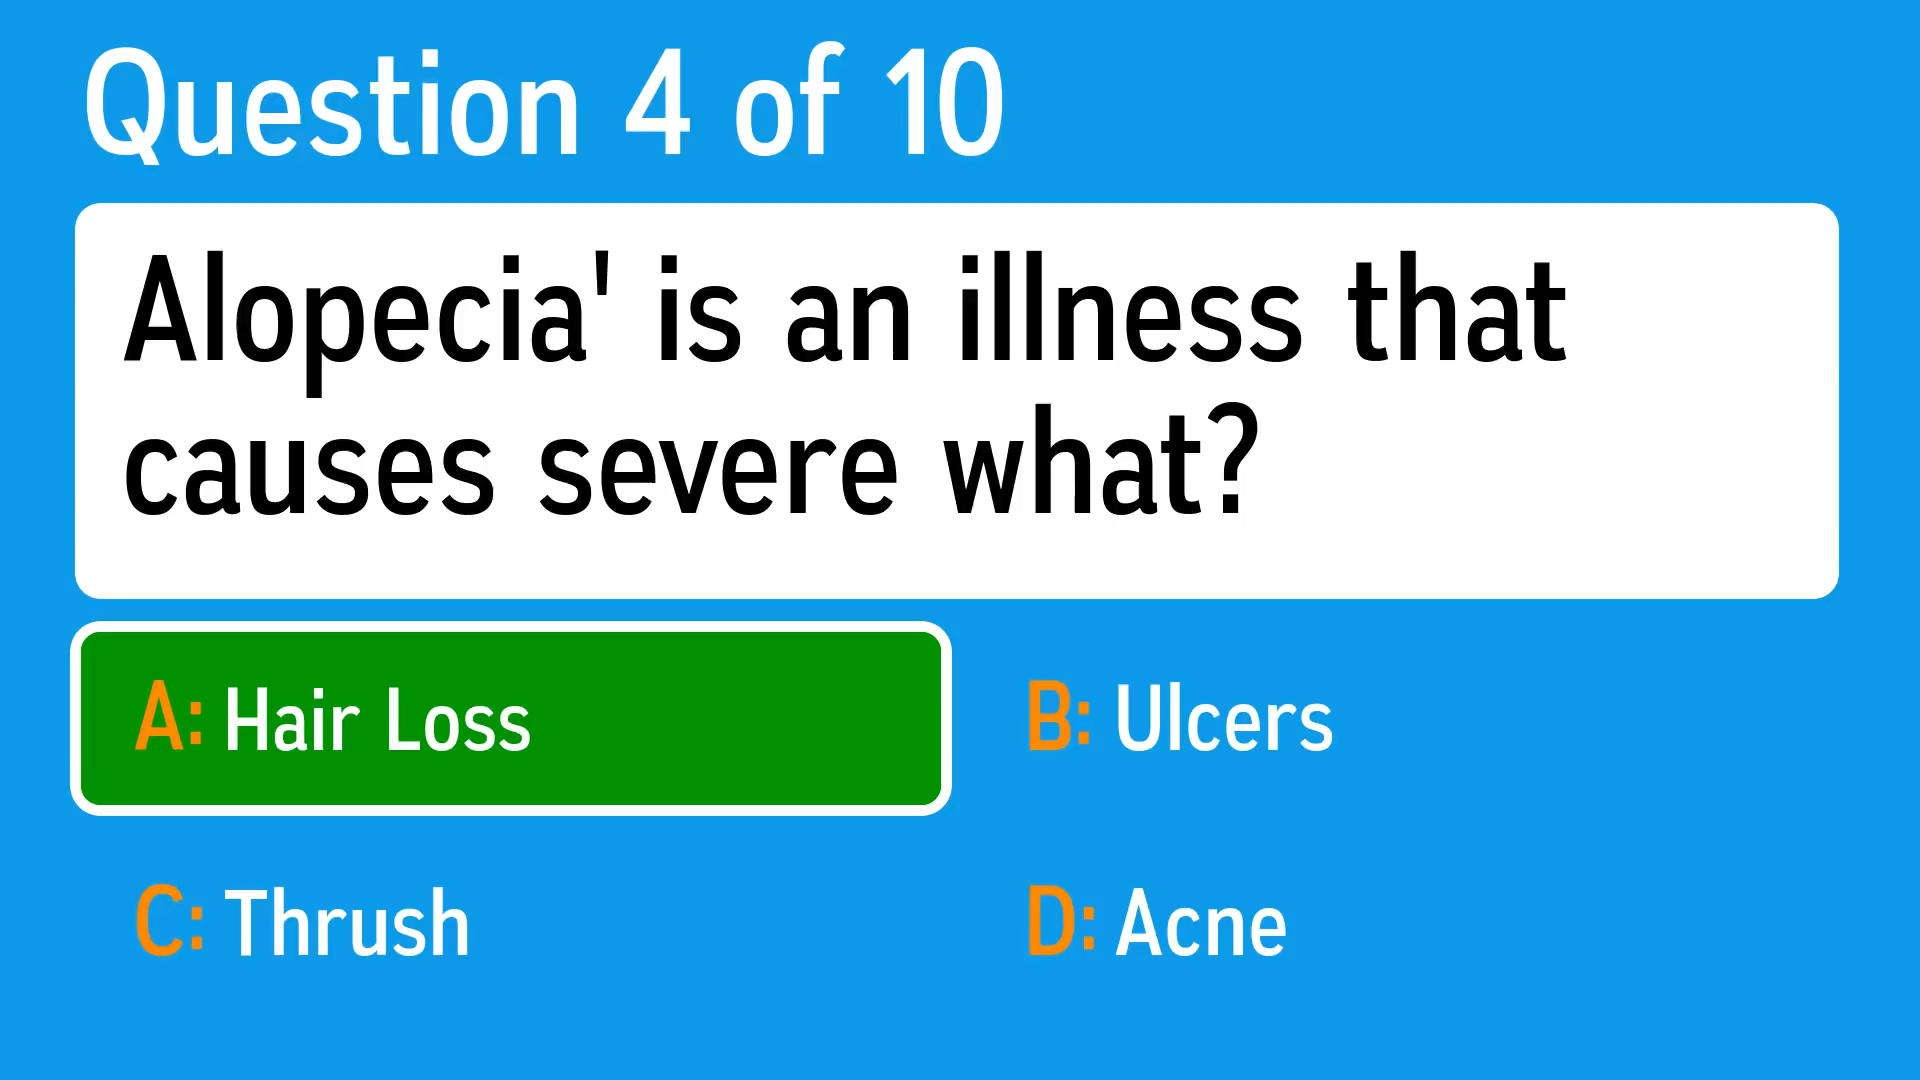 Question 4 of 10
Alopecia' is an illness that
causes severe what?
A: Hair Loss
B: Ulcers
C: Thrush
D: Acne